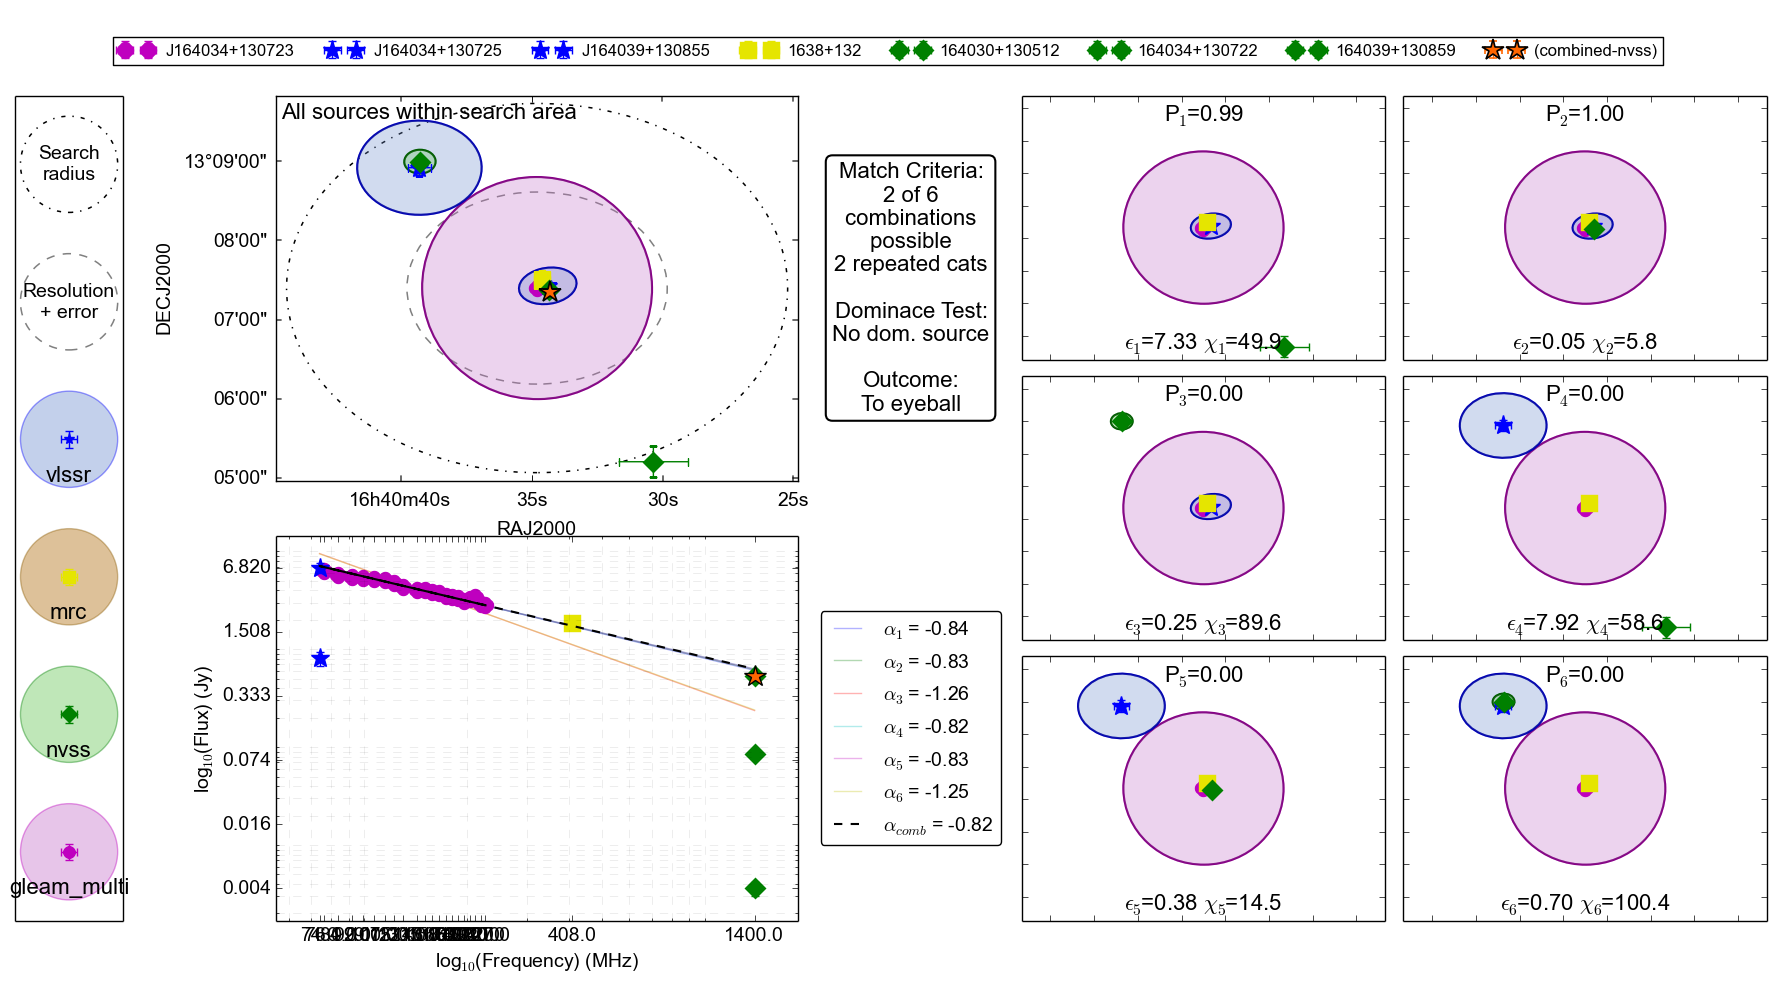 J164034+130723 J164034+130725 J164039+130855 1638+132 164030+130512 164034+130722 164039+130859 (combined-nvss)
Search
radius
Resolution
+ error
vlssr
mrc
nvss
gleam_multi
All sources within search area
DECJ2000
13°09'00"
08'00"
07'00"
06'00"
05'00"
16h40m40s 35s 30s 25s
RAJ2000
Match Criteria:
2 of 6
combinations
possible
2 repeated cats
Dominace Test:
No dom. source
Outcome:
To eyeball
log10(Flux) (Jy)
6.820
1.508
0.333
0.074
0.016
0.004
408.0 1400.0
log10(Frequency) (MHz)
α1 = -0.84
α2 = -0.83
α3 = -1.26
α4 = -0.82
α5 = -0.83
α6 = -1.25
αcomb = -0.82
P1=0.99
ϵ1=7.33 χ1=49.9
P2=1.00
ϵ2=0.05 χ2=5.8
P3=0.00
ϵ3=0.25 χ3=89.6
P4=0.00
ϵ4=7.92 χ4=58.6
P5=0.00
ϵ5=0.38 χ5=14.5
P6=0.00
ϵ6=0.70 χ6=100.4